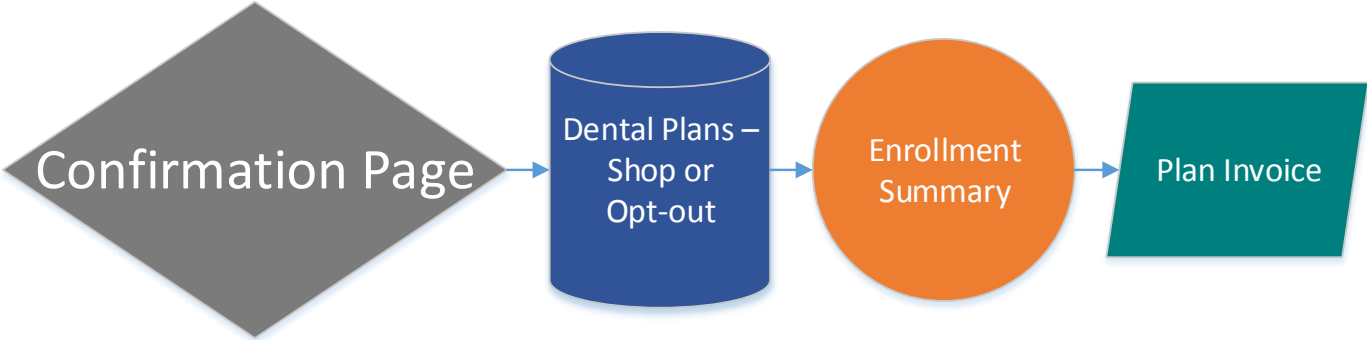 Confirmation Page
Dental Plans –
Shop or
Opt-out
Enrollment
Summary
Plan Invoice